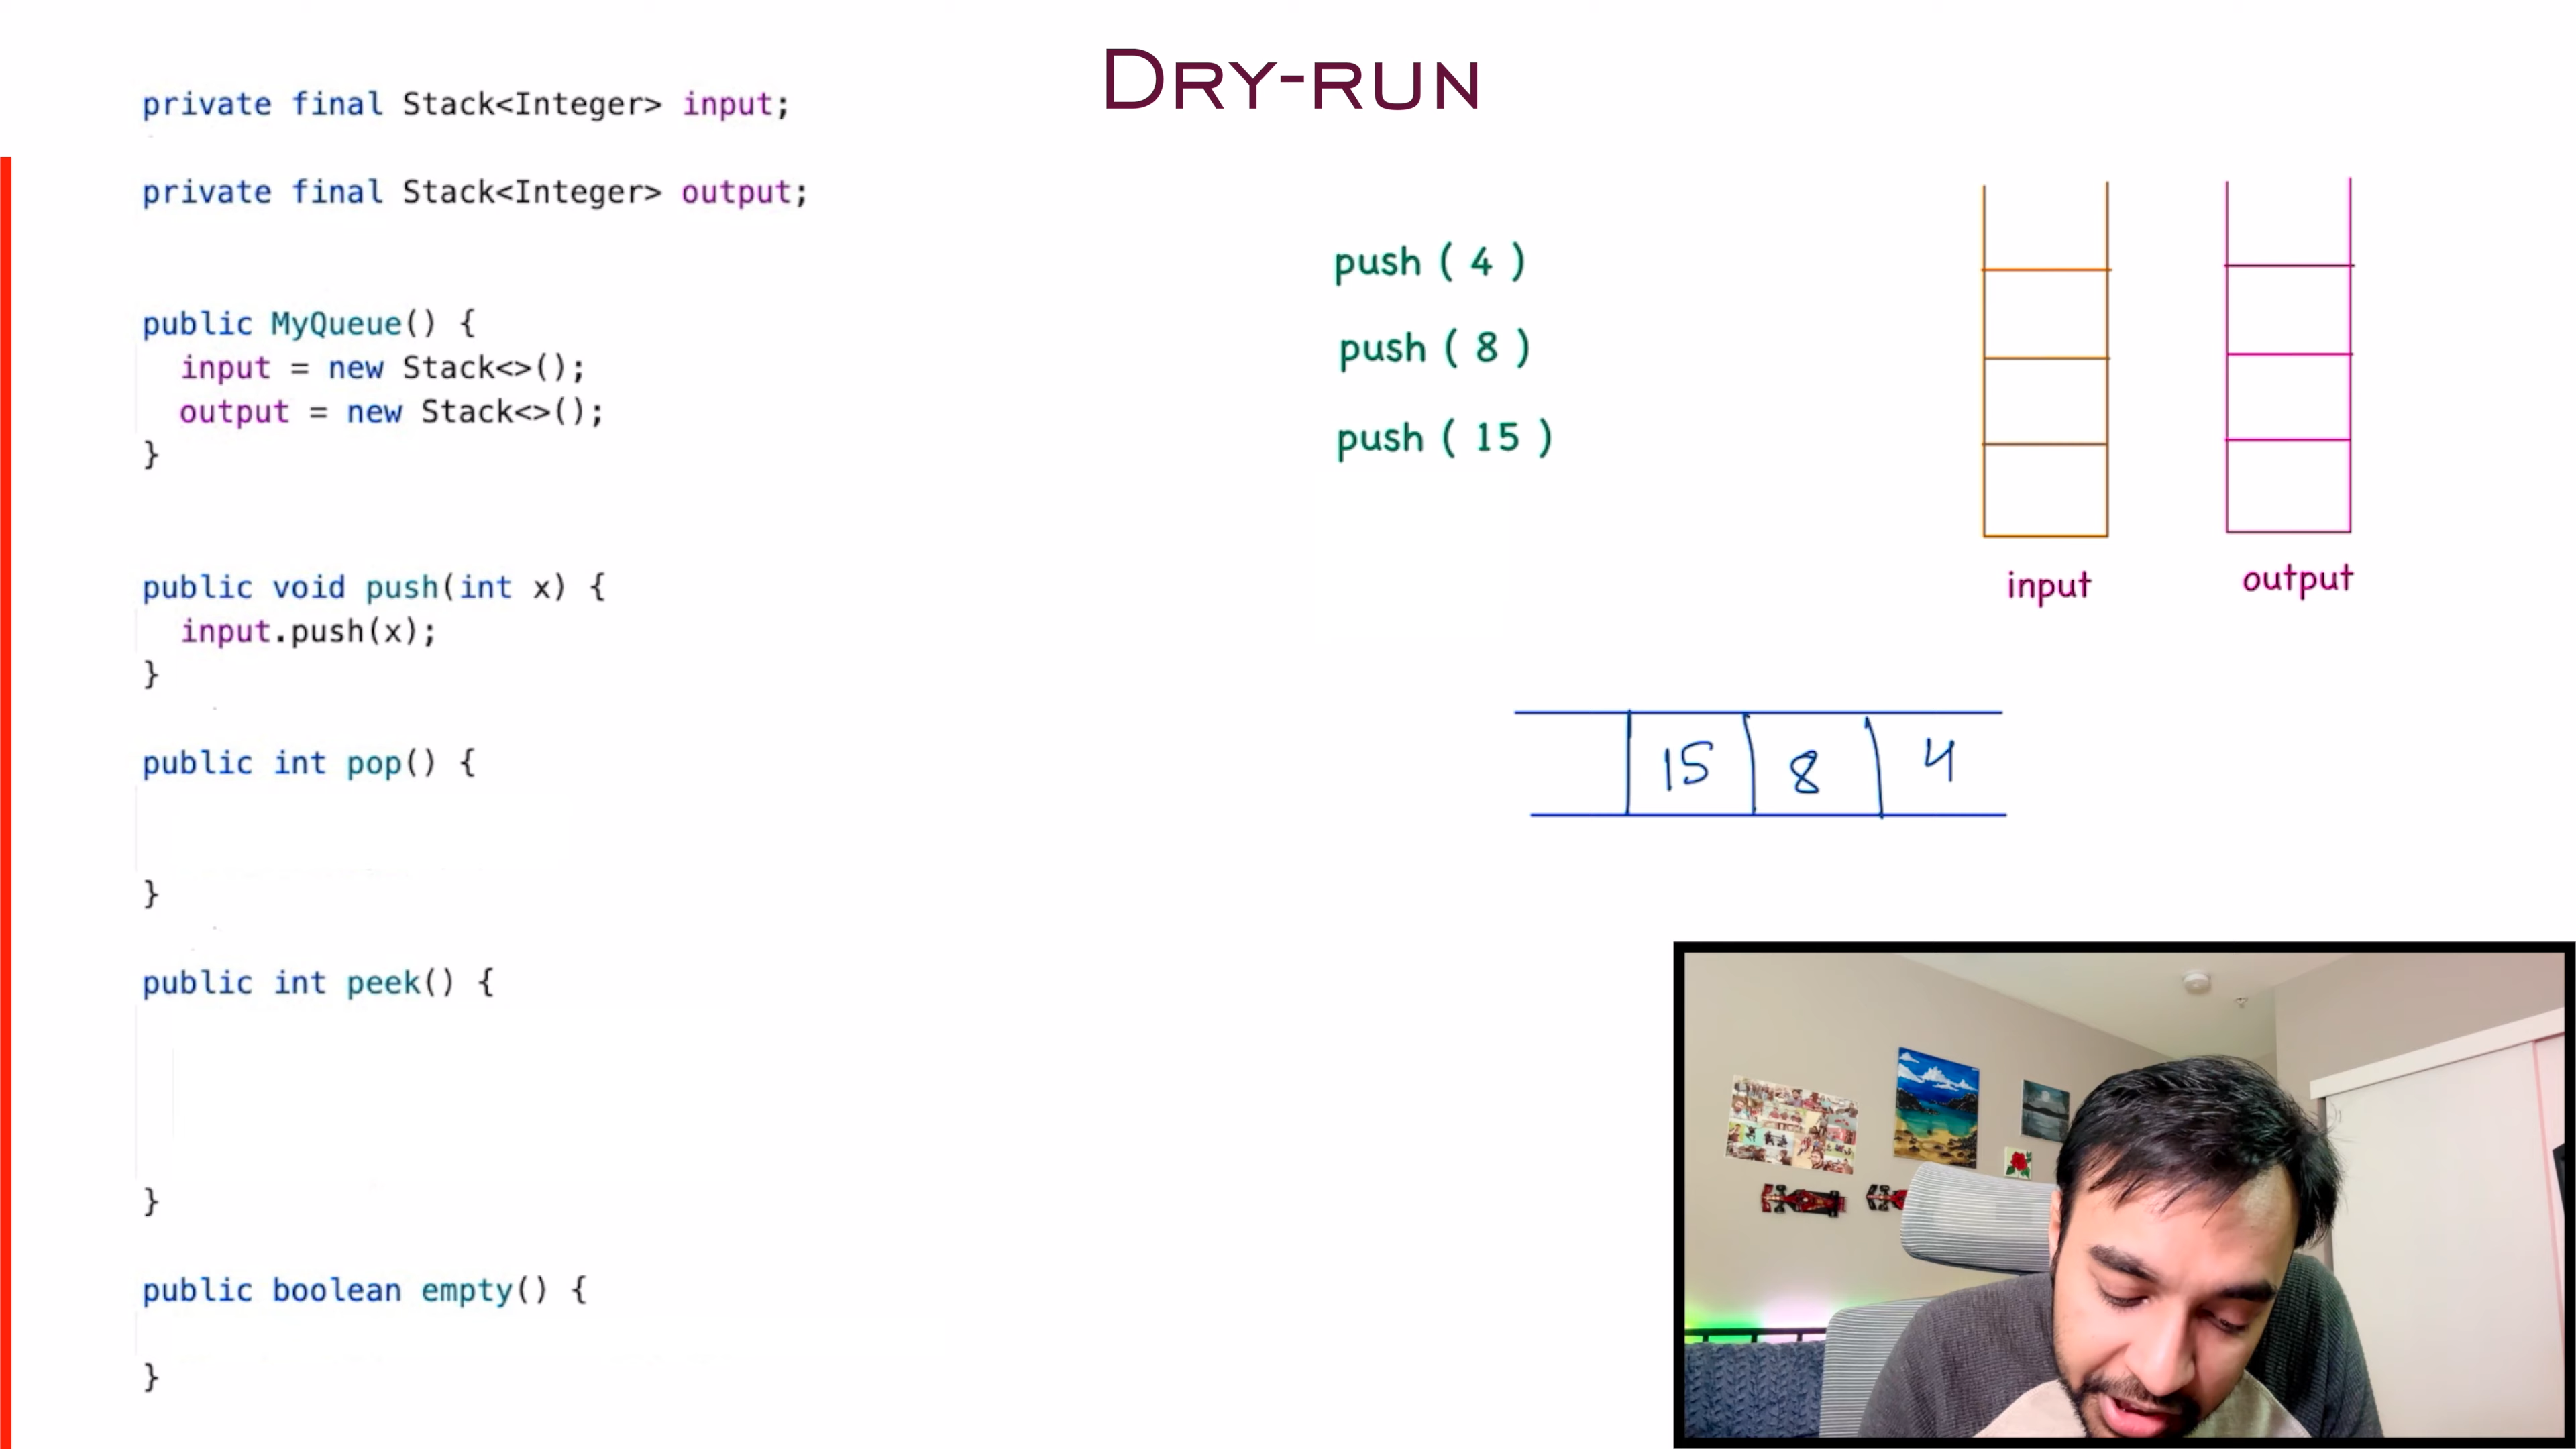 DRY-RUN
private final Stack<Integer> input;
private final Stack<Integer> output;
public MyQueue() {
input = new Stack<>();
output = new Stack<>();
}
public void push(int x) {
input.push(x);
}
public int pop() {
}
public int peek() {
}
public boolean empty() {
}
push ( 4 )
push ( 8 )
push ( 15 )
input
output
15 8 4